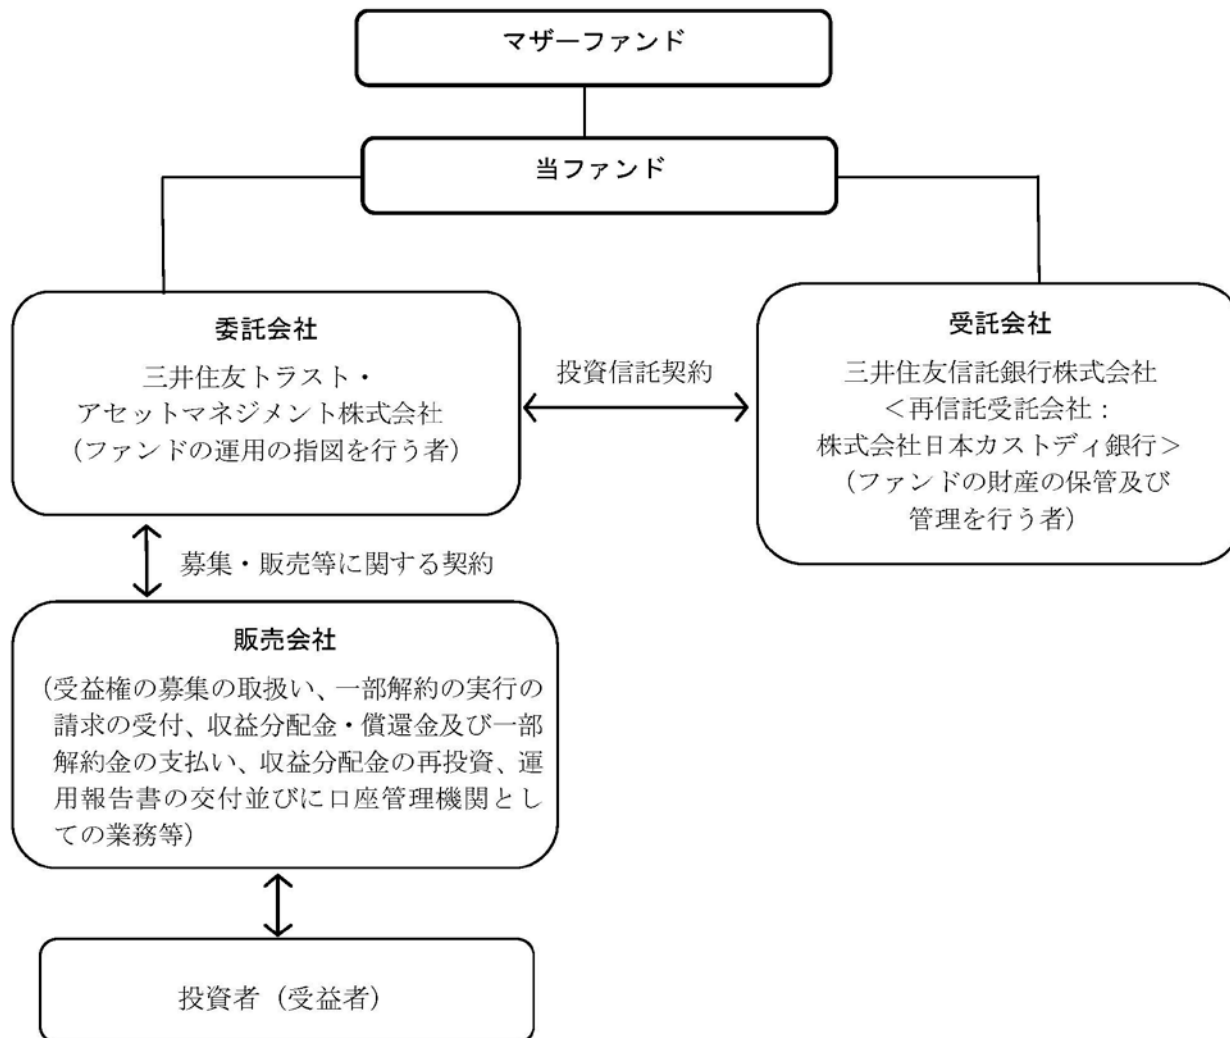 マザーファンド
当ファンド
委託会社
三井住友トラスト・
アセットマネジメント株式会社
（ファンドの運用の指図を行う者）
投資信託契約
受託会社
三井住友信託銀行株式会社
＜再信託受託会社：
株式会社日本カストディ銀行＞
（ファンドの財産の保管及び
管理を行う者）
募集・販売等に関する契約
販売会社
（受益権の募集の取扱い、一部解約の実行の
請求の受付、収益分配金・償還金及び一部
解約金の支払い、収益分配金の再投資、運
用報告書の交付並びに口座管理機関とし
ての業務等）
投資者（受益者）